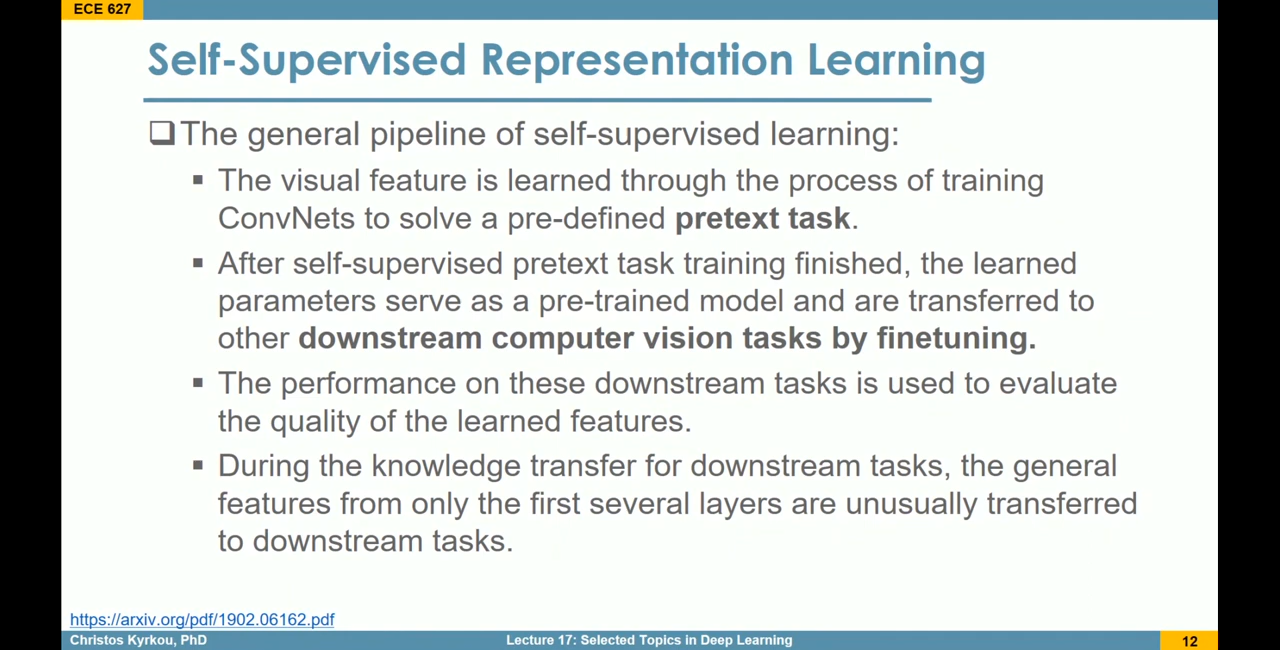 ECE 627
Self-Supervised Representation Learning
❑The general pipeline of self-supervised learning:
▪ The visual feature is learned through the process of training
ConvNets to solve a pre-defined pretext task.
▪ After self-supervised pretext task training finished, the learned
parameters serve as a pre-trained model and are transferred to
other downstream computer vision tasks by finetuning.
▪ The performance on these downstream tasks is used to evaluate
the quality of the learned features.
▪ During the knowledge transfer for downstream tasks, the general
features from only the first several layers are unusually transferred
to downstream tasks.
https://arxiv.org/pdf/1902.06162.pdf
Christos Kyrkou, PhD
Lecture 17: Selected Topics in Deep Learning
12